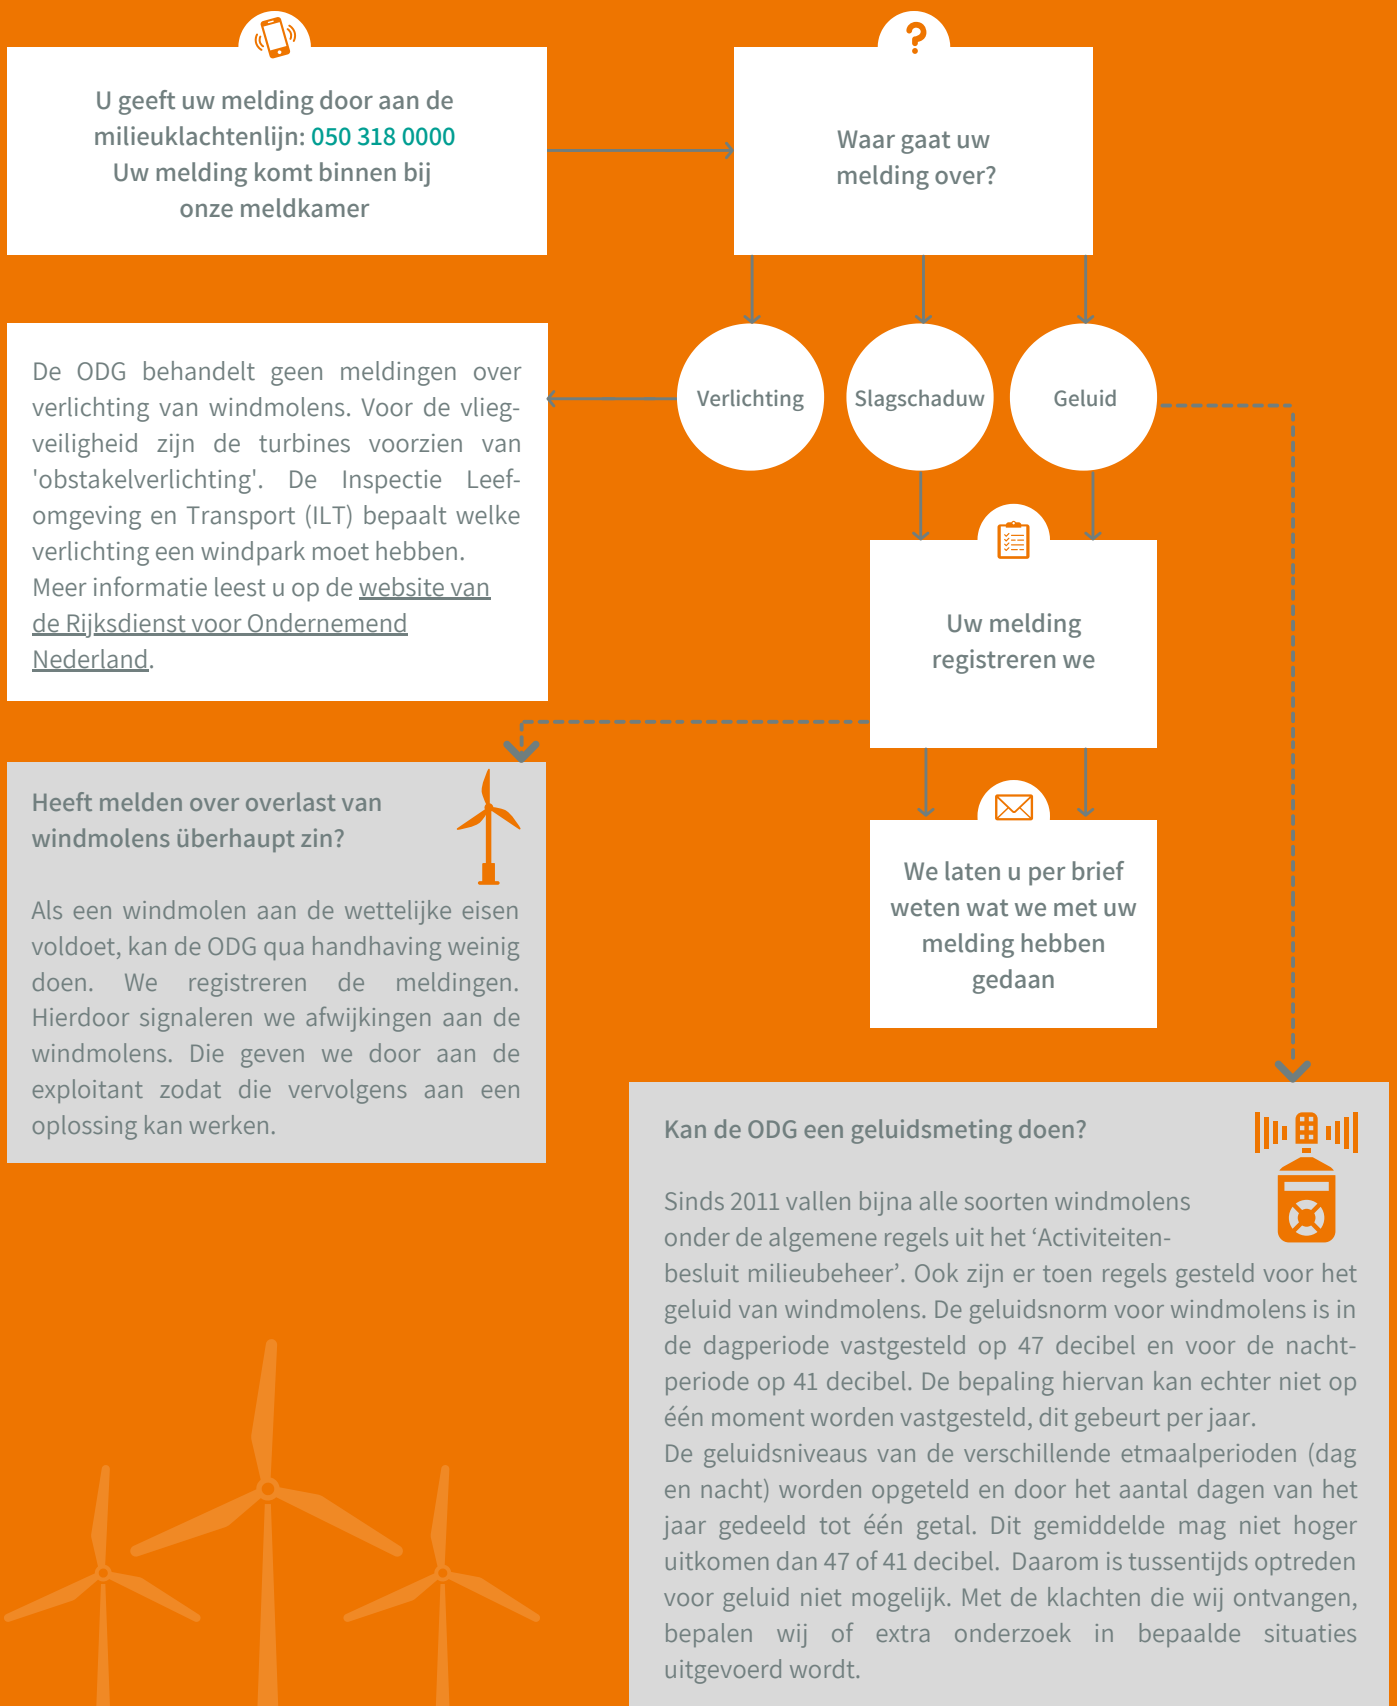 U geeft uw melding door aan de
milieuklachtenlijn: 050 318 0000
Uw melding komt binnen bij
onze meldkamer
?
Waar gaat uw
melding over?
Verlichting
Slagschaduw
Geluid
De ODG behandelt geen meldingen over
verlichting van windmolens. Voor de vlieg-
veiligheid zijn de turbines voorzien van
'obstakelverlichting'. De Inspectie Leef-
omgeving en Transport (ILT) bepaalt welke
verlichting een windpark moet hebben.
Meer informatie leest u op de website van
de Rijksdienst voor Ondernemend
Nederland.
Uw melding
registreren we
We laten u per brief
weten wat we met uw
melding hebben
gedaan
Heeft melden over overlast van
windmolens überhaupt zin?
Als een windmolen aan de wettelijke eisen
voldoet, kan de ODG qua handhaving weinig
doen. We registreren de meldingen.
Hierdoor signaleren we afwijkingen aan de
windmolens. Die geven we door aan de
exploitant zodat die vervolgens aan een
oplossing kan werken.
Kan de ODG een geluidsmeting doen?
Sinds 2011 vallen bijna alle soorten windmolens
onder de algemene regels uit het ‘Activiteiten-
besluit milieubeheer’. Ook zijn er toen regels gesteld voor het
geluid van windmolens. De geluidsnorm voor windmolens is in
de dagperiode vastgesteld op 47 decibel en voor de nacht-
periode op 41 decibel. De bepaling hiervan kan echter niet op
één moment worden vastgesteld, dit gebeurt per jaar.
De geluidsniveaus van de verschillende etmaalperioden (dag
en nacht) worden opgeteld en door het aantal dagen van het
jaar gedeeld tot één getal. Dit gemiddelde mag niet hoger
uitkomen dan 47 of 41 decibel. Daarom is tussentijds optreden
voor geluid niet mogelijk. Met de klachten die wij ontvangen,
bepalen wij of extra onderzoek in bepaalde situaties
uitgevoerd wordt.